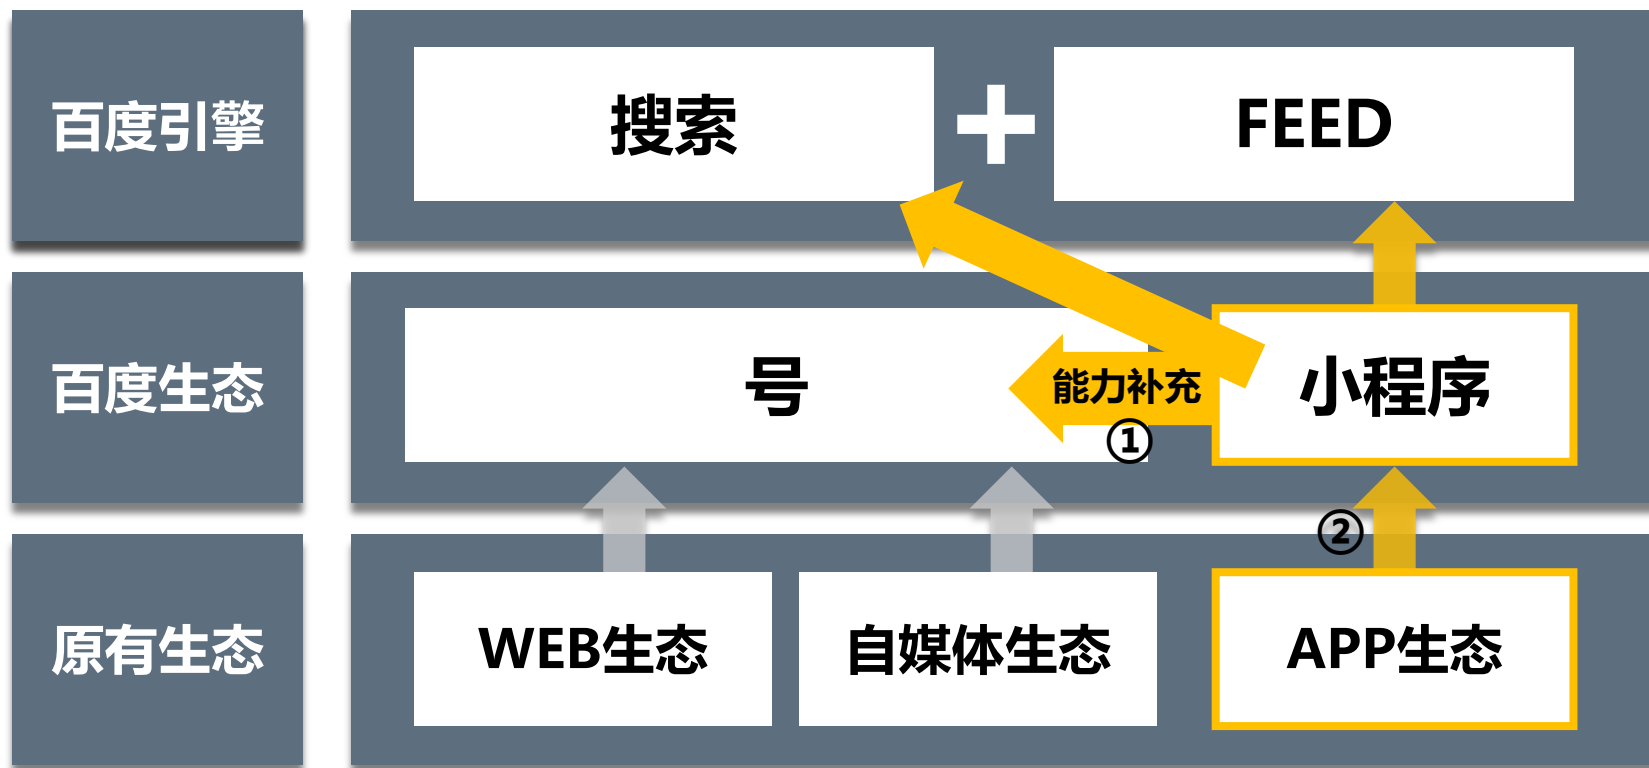 百度引擎
搜索
+
FEED
百度生态
号
能力补充
①
小程序
②
原有生态
WEB生态
自媒体生态
APP生态